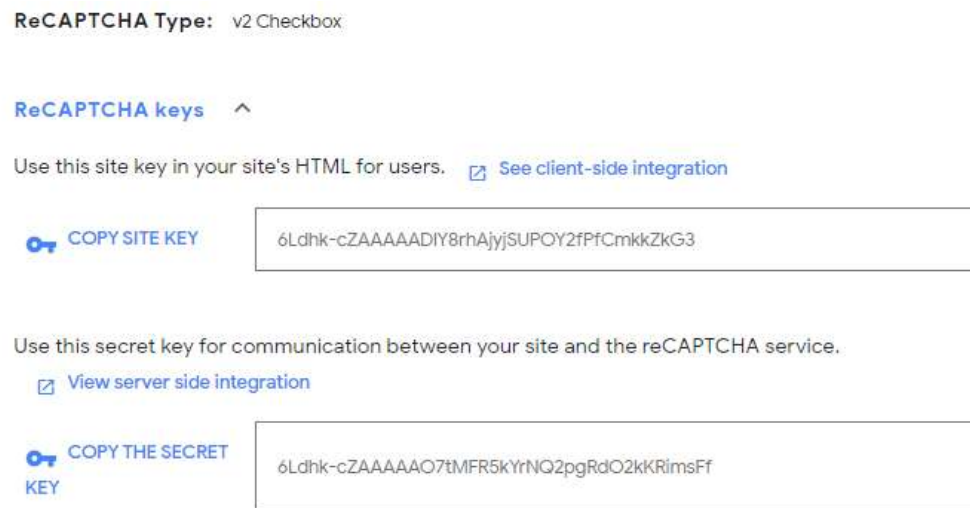 ReCAPTCHA Type: v2 Checkbox
ReCAPTCHA keys
Use this site key in your site's HTML for users. See client-side integration
COPY SITE KEY 6Ldhk-cZAAAAADIY8rhAjyjSUPOY2fPfCmkkZkG3
Use this secret key for communication between your site and the reCAPTCHA service.
View server side integration
COPY THE SECRET
KEY
6Ldhk-cZAAAAAO7tMFR5kYrNQ2pgRdO2kKRimsFf